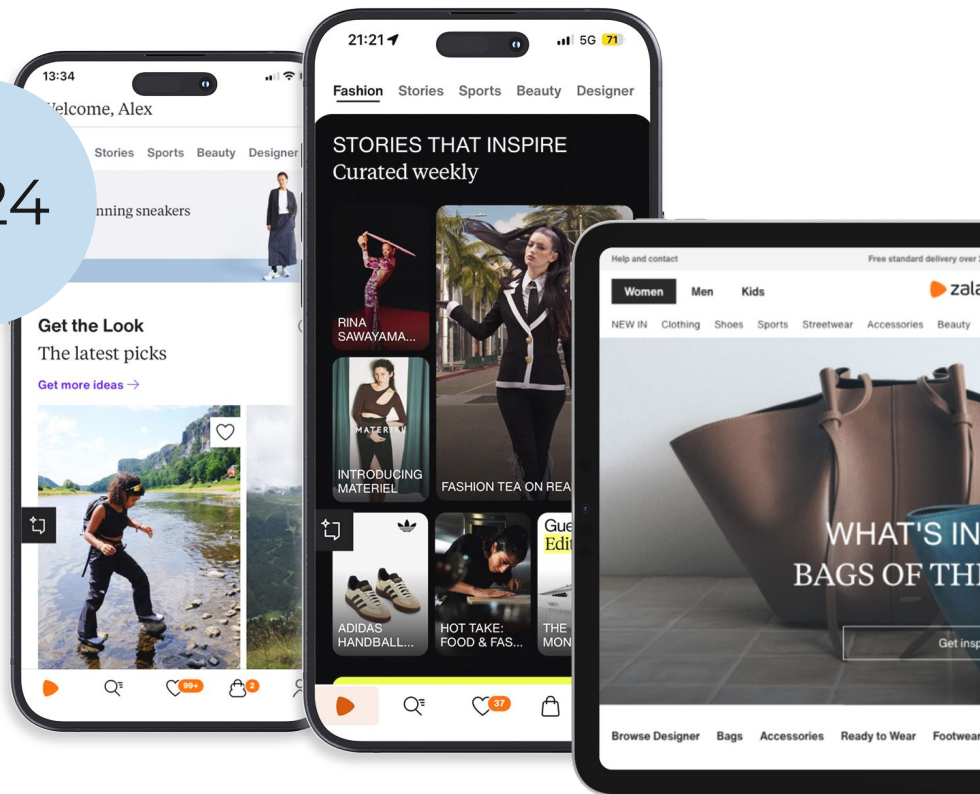 24
13:34
Welcome, Alex
Stories Sports Beauty Designer
nning sneakers
Get the Look
The latest picks
Get more ideas →
99+
2
21:21
5G 71
Fashion Stories Sports Beauty Designer
STORIES THAT INSPIRE
Curated weekly
RINA
SAWAYAMA...
MATERIEL
INTRODUCING
MATERIEL
FASHION TEA ON REA
ADIDAS
HANDBALL...
HOT TAKE:
FOOD & FAS...
Gue
Edit
THE
MON
37
Help and contact
Free standard delivery over
Women Men Kids
zala
NEW IN Clothing Shoes Sports Streetwear Accessories Beauty
WHAT'S IN
BAGS OF THE
Get insp
Browse Designer Bags Accessories Ready to Wear Footwear